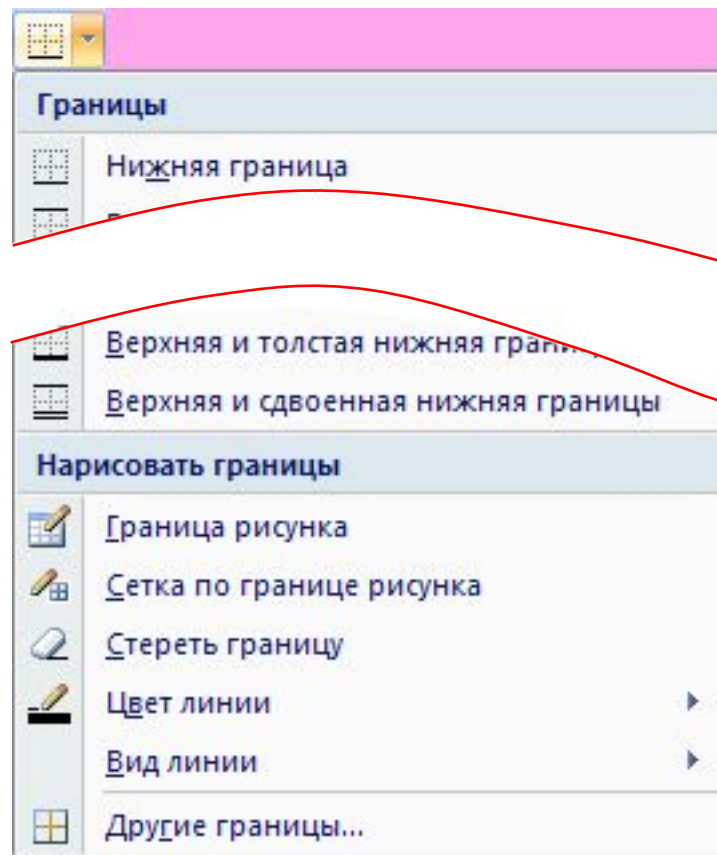 Границы
Нижняя граница
Верхняя и толстая нижняя
Верхняя и сдвоенная нижняя границы
Нарисовать границы
Граница рисунка
Сетка по границе рисунка
Стереть границу
Цвет линии
Вид линии
Другие границы...